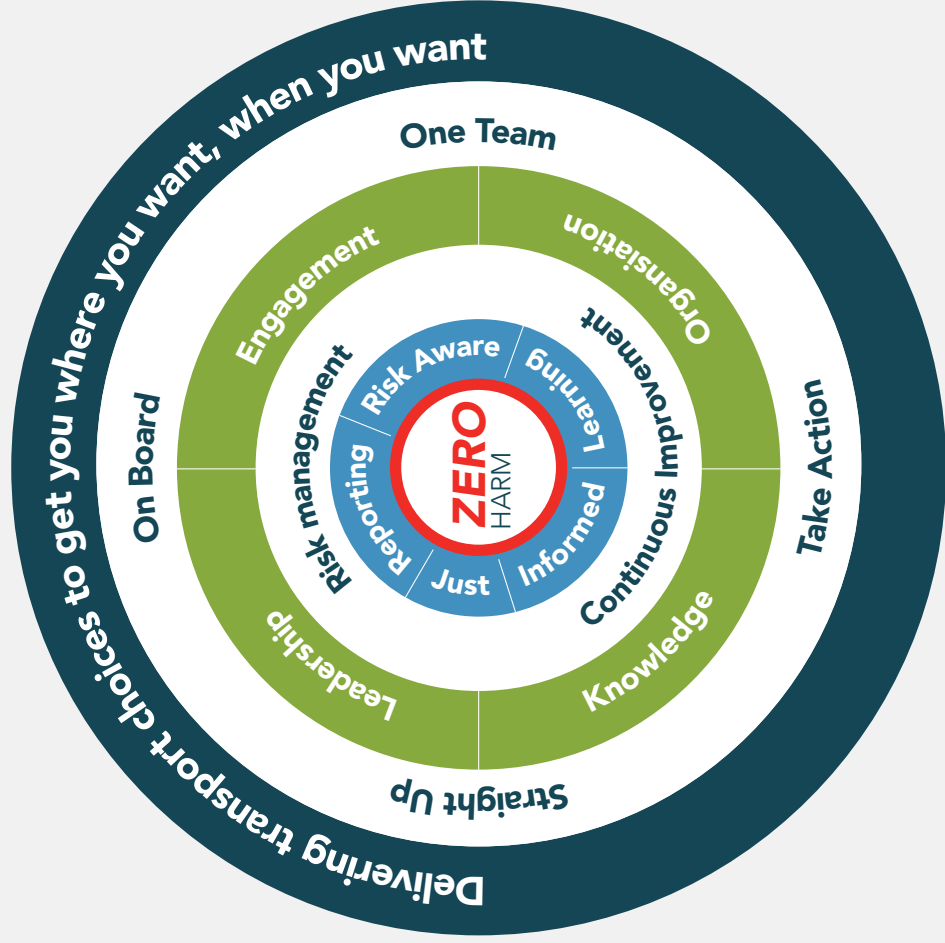 Delivering transport choices to get you where you want, when you want
One Team
Take Action
Straight Up
On Board
Engagement
Organsiation
Knowledge
Leadership
Risk management
Continuous Improvement
Risk Aware
Learning
Informed
Just
Reporting
ZERO
HARM